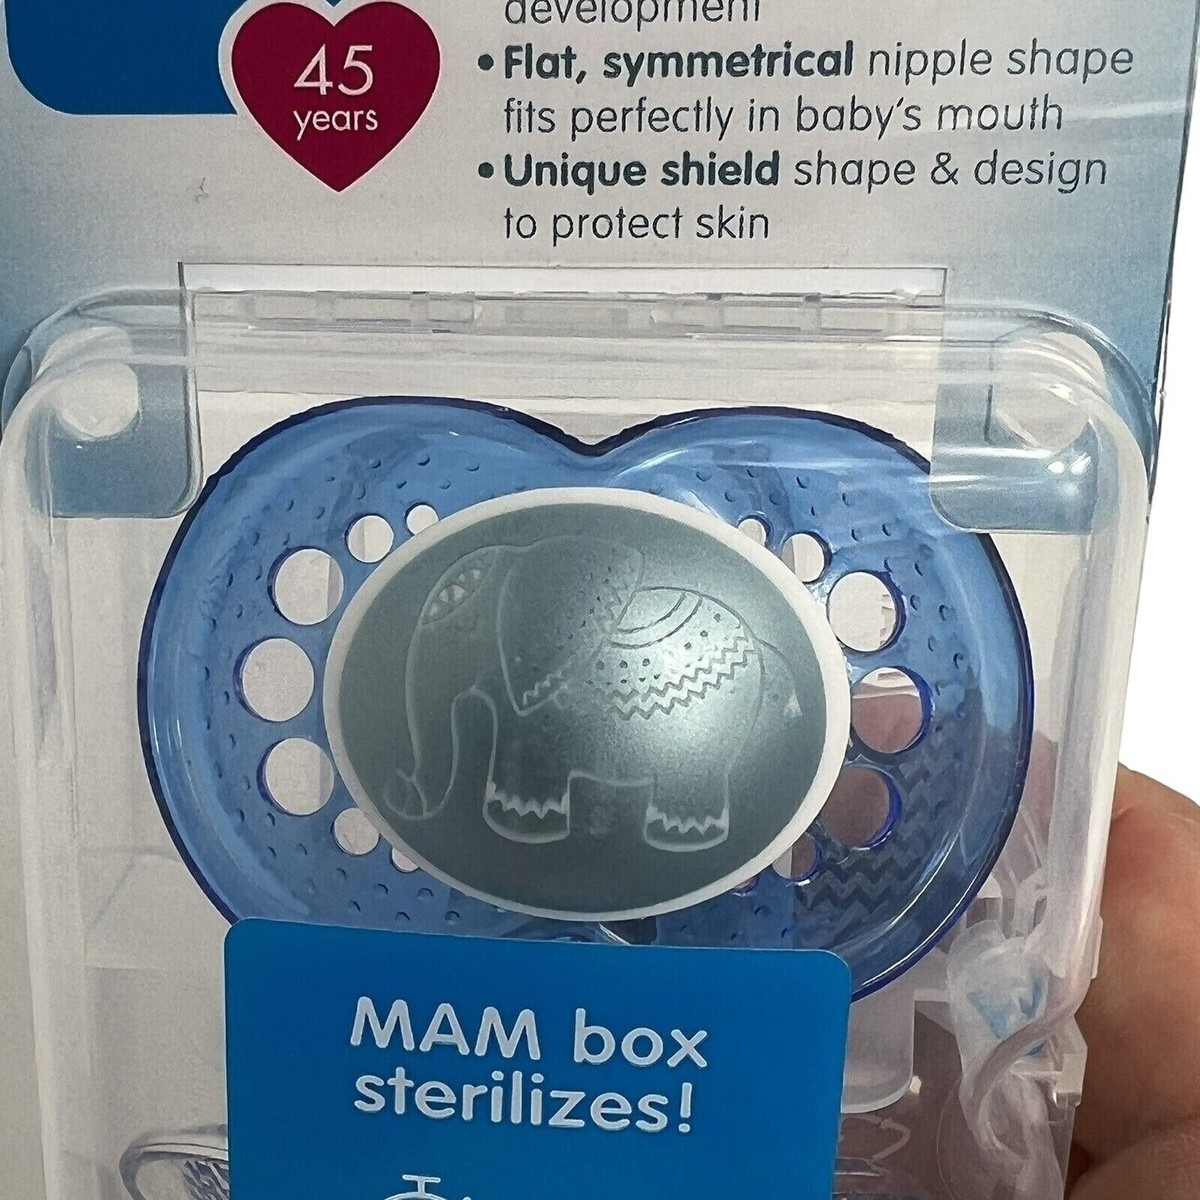 development
45
years
• Flat, symmetrical nipple shape
fits perfectly in baby's mouth
• Unique shield shape & design
to protect skin
MAM box
sterilizes!